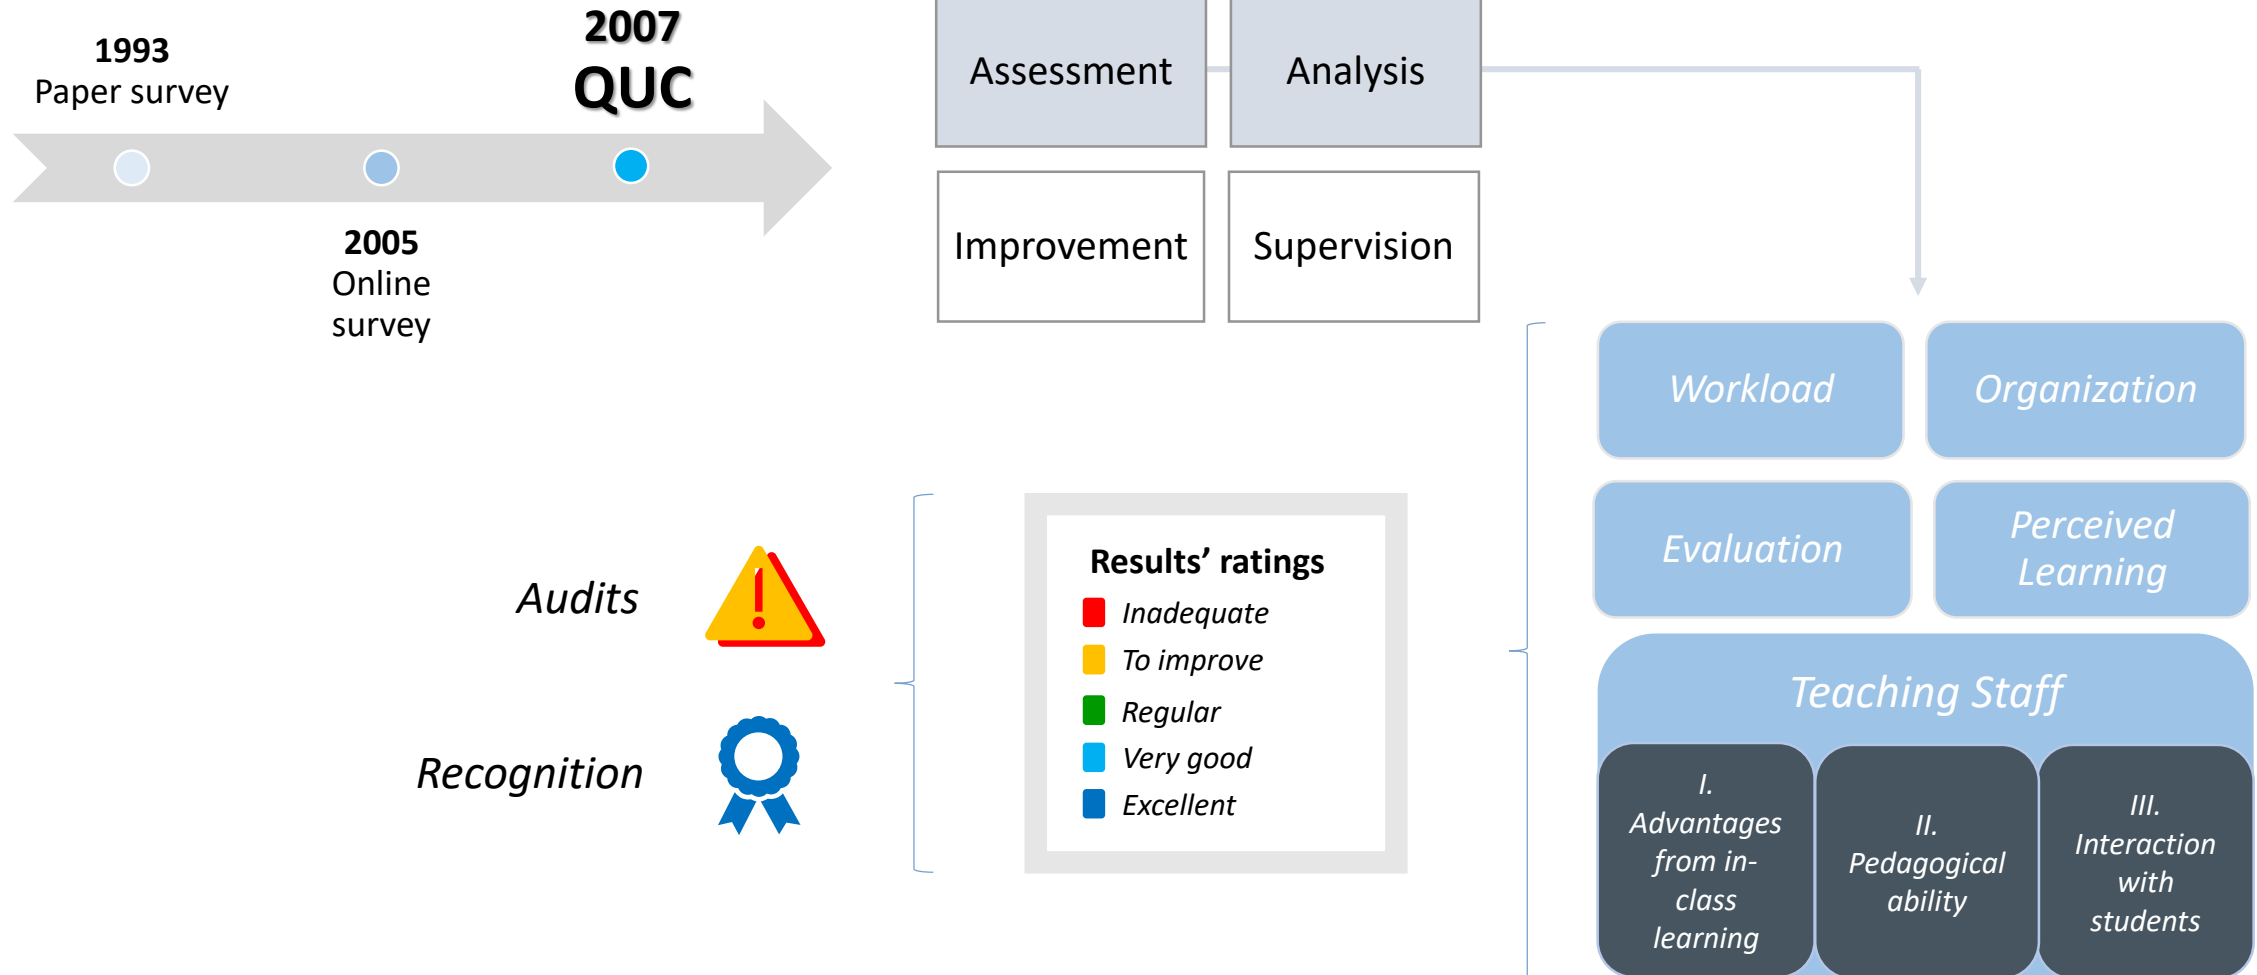 1993
Paper survey
2007
QUC
2005
Online
survey
Assessment
Analysis
Improvement
Supervision
Workload
Organization
Evaluation
Perceived
Learning
Teaching Staff
I.
Advantages
from in-
class
learning
II.
Pedagogical
ability
III.
Interaction
with
students
Results’ ratings
Inadequate
To improve
Regular
Very good
Excellent
Audits
Recognition